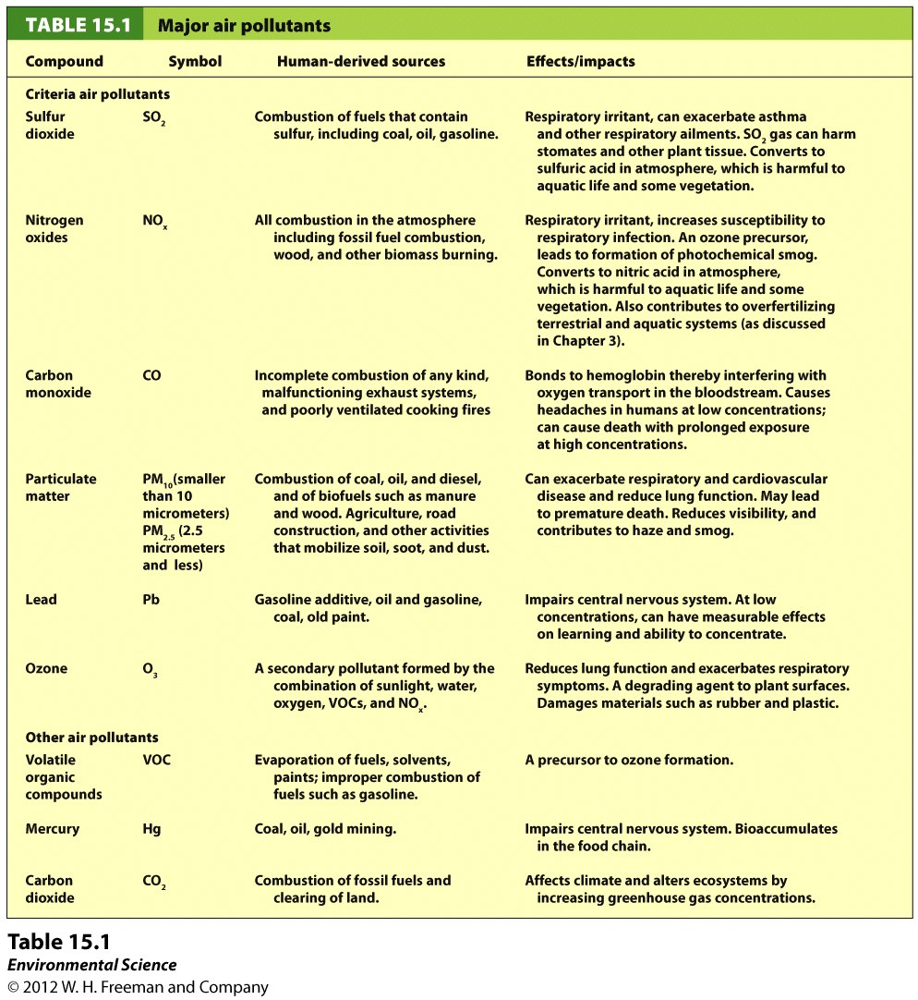 TABLE 15.1 Major air pollutants
Compound Symbol Human-derived sources Effects/impacts
Criteria air pollutants
Sulfur dioxide
SO2
Combustion of fuels that contain
sulfur, including coal, oil, gasoline.
Respiratory irritant, can exacerbate asthma
and other respiratory ailments. SO2 gas can harm
stomates and other plant tissue. Converts to
sulfuric acid in atmosphere, which is harmful to
aquatic life and some vegetation.
Nitrogen
oxides
NOx
All combustion in the atmosphere
including fossil fuel combustion,
wood, and other biomass burning.
Respiratory irritant, increases susceptibility to
respiratory infection. An ozone precursor,
leads to formation of photochemical smog.
Converts to nitric acid in atmosphere,
which is harmful to aquatic life and some
vegetation. Also contributes to overfertilizing
terrestrial and aquatic systems (as discussed
in Chapter 3).
Carbon
monoxide
CO
Incomplete combustion of any kind,
malfunctioning exhaust systems,
and poorly ventilated cooking fires
Bonds to hemoglobin thereby interfering with
oxygen transport in the bloodstream. Causes
headaches in humans at low concentrations;
can cause death with prolonged exposure
at high concentrations.
Particulate
matter
PM10 (smaller
than 10
micrometers)
PM2.5 (2.5
micrometers
and less)
Combustion of coal, oil, and diesel,
and of biofuels such as manure
and wood. Agriculture, road
construction, and other activities
that mobilize soil, soot, and dust.
Can exacerbate respiratory and cardiovascular
disease and reduce lung function. May lead
to premature death. Reduces visibility, and
contributes to haze and smog.
Lead
Pb
Gasoline additive, oil and gasoline,
coal, old paint.
Impairs central nervous system. At low
concentrations, can have measurable effects
on learning and ability to concentrate.
Ozone
O3
A secondary pollutant formed by the
combination of sunlight, water,
oxygen, VOCs, and NOx.
Reduces lung function and exacerbates respiratory
symptoms. A degrading agent to plant surfaces.
Damages materials such as rubber and plastic.
Other air pollutants
Volatile
organic
compounds
VOC
Evaporation of fuels, solvents,
paints; improper combustion of
fuels such as gasoline.
A precursor to ozone formation.
Mercury
Hg
Coal, oil, gold mining.
Impairs central nervous system. Bioaccumulates
in the food chain.
Carbon
dioxide
CO2
Combustion of fossil fuels and
clearing of land.
Affects climate and alters ecosystems by
increasing greenhouse gas concentrations.
Table 15.1
Environmental Science
© 2012 W. H. Freeman and Company